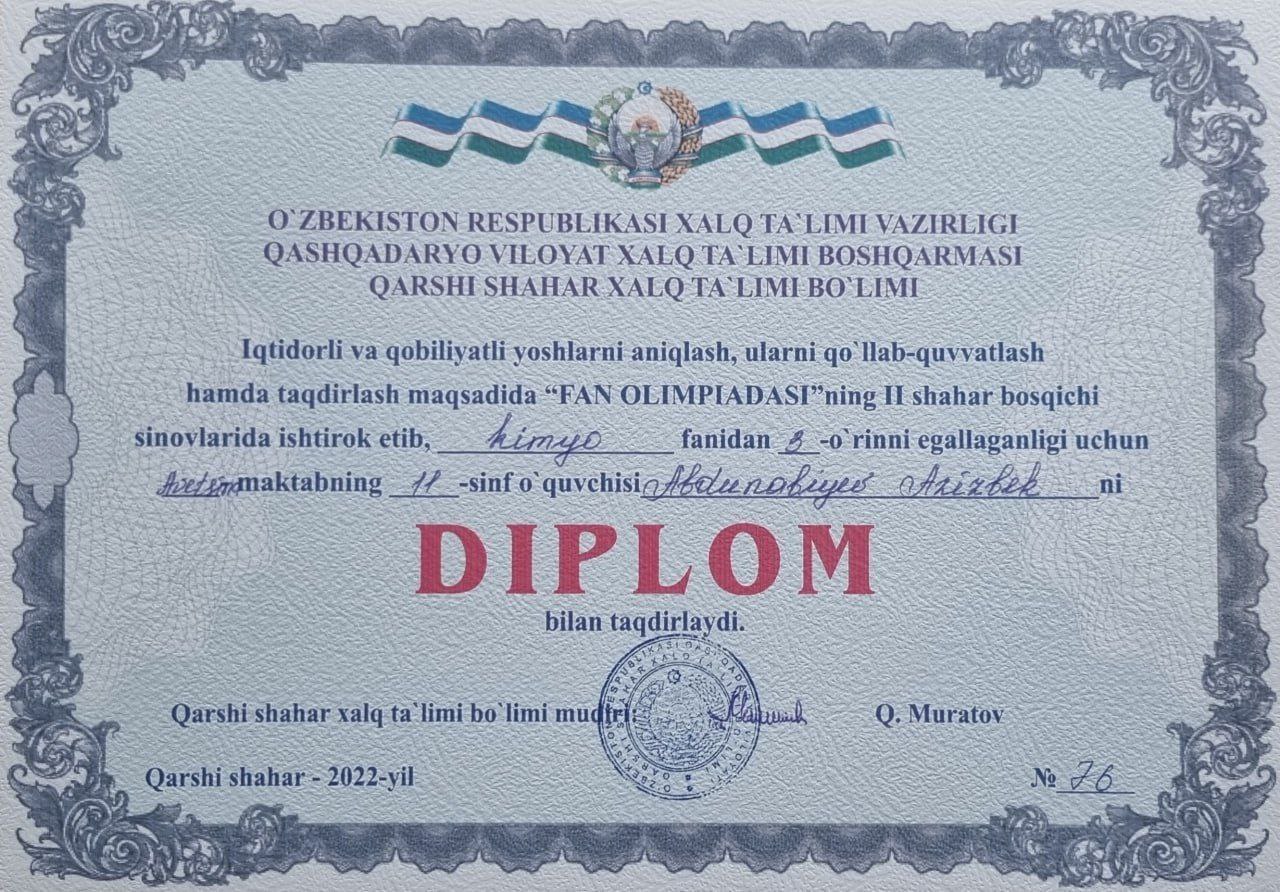 O`ZBEKISTON RESPUBLIKASI XALQ TA`LIMI VAZIRLIGI
QASHQADARYO VILOYAT XALQ TA`LIMI BOSHQARMASI
QARSHI SHAHAR XALQ TA`LIMI BO`LIMI
Iqtidorli va qobiliyatli yoshlarni aniqlash, ularni qo`llab-quvvatlash
hamda taqdirlash maqsadida “FAN OLIMPIADASI”ning II shahar bosqichi
sinovlarida ishtirok etib, kimyo fanidan 3 -o`rinni egallaganligi uchun
maktabning 11 -sinf o`quvchisi Abdunabiyev Azizbek ni
DIPLOM
bilan taqdirlaydi.
Qarshi shahar xalq ta`limi bo`limi mudiri: Q. Muratov
Qarshi shahar - 2022-yil № 76